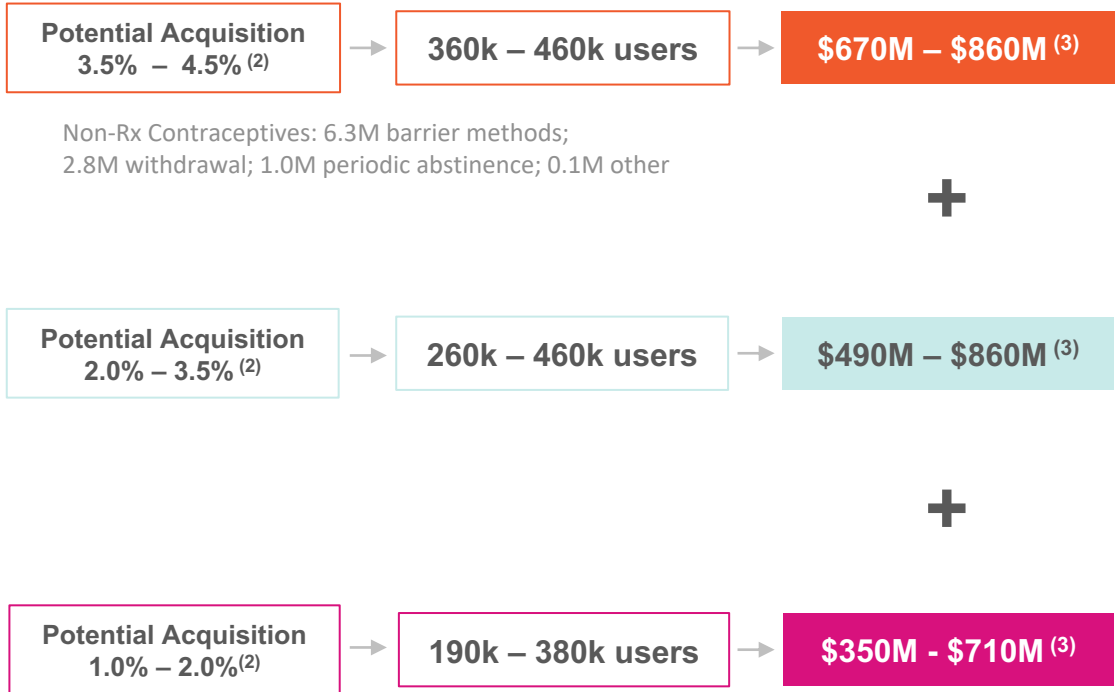 Potential Acquisition
3.5% – 4.5% (2)
360k – 460k users
$670M – $860M (3)
Non-Rx Contraceptives: 6.3M barrier methods;
2.8M withdrawal; 1.0M periodic abstinence; 0.1M other
+
Potential Acquisition
2.0% – 3.5% (2)
260k – 460k users
$490M – $860M (3)
+
Potential Acquisition
1.0% – 2.0%(2)
190k – 380k users
$350M - $710M (3)